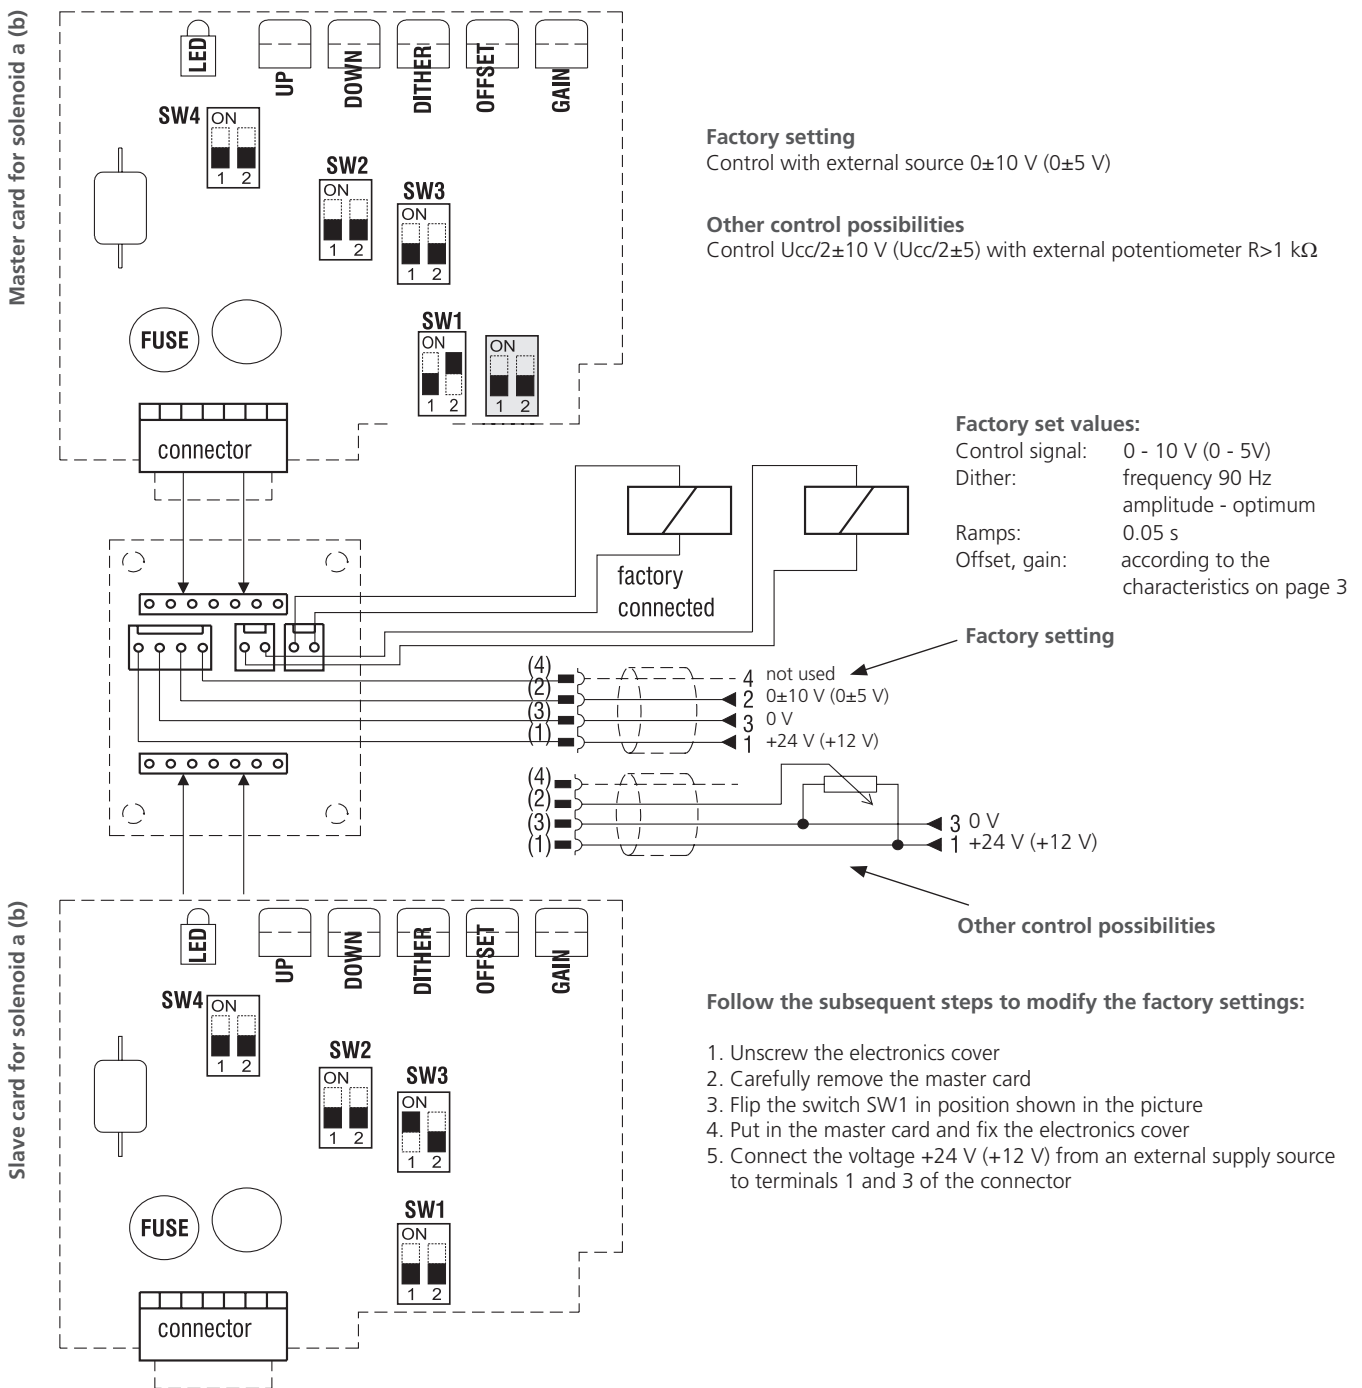 Master card for solenoid a (b)
LED
UP
DOWN
DITHER
OFFSET
GAIN
SW4
ON
1 2
SW2
ON
1 2
SW3
ON
1 2
SW1
ON
1 2
ON
1 2
FUSE
connector
Factory setting
Control with external source 0±10 V (0±5 V)
Other control possibilities
Control Ucc/2±10 V (Ucc/2±5) with external potentiometer R>1 kΩ
Factory set values:
Control signal: 0 - 10 V (0 - 5V)
Dither: frequency 90 Hz
amplitude - optimum
Ramps: 0.05 s
Offset, gain: according to the
characteristics on page 3
factory
connected
Factory setting
(4) 4 not used
(2) 2 0±10 V (0±5 V)
(3) 3 0 V
(1) 1 +24 V (+12 V)
(4)
(2)
(3) 3 0 V
(1) 1 +24 V (+12 V)
Other control possibilities
Slave card for solenoid a (b)
LED
UP
DOWN
DITHER
OFFSET
GAIN
SW4
ON
1 2
SW2
ON
1 2
SW3
ON
1 2
SW1
ON
1 2
FUSE
connector
Follow the subsequent steps to modify the factory settings:
1. Unscrew the electronics cover
2. Carefully remove the master card
3. Flip the switch SW1 in position shown in the picture
4. Put in the master card and fix the electronics cover
5. Connect the voltage +24 V (+12 V) from an external supply source
to terminals 1 and 3 of the connector